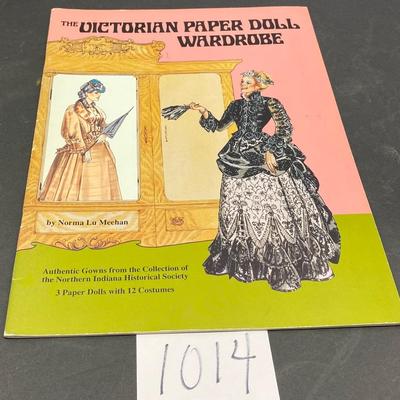 THE VICTORIAN PAPER DOLL
WARDROBE
by Norma Lu Meehan
Authentic Gowns from the Collection of
the Northern Indiana Historical Society
3 Paper Dolls with 12 Costumes
1014